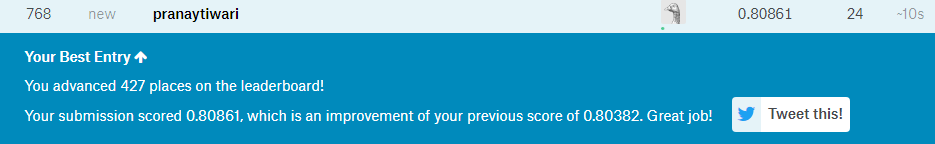 768 new pranaytiwari 0.80861 24 ~10s
Your Best Entry
You advanced 427 places on the leaderboard!
Your submission scored 0.80861, which is an improvement of your previous score of 0.80382. Great job! Tweet this!